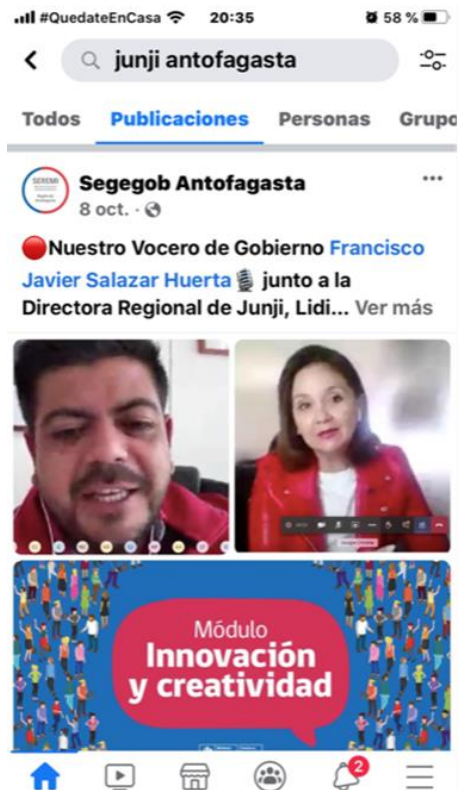 #QuedateEnCasa 20:35 58 %
junji antofagasta
Todos Publicaciones Personas Grupo
SEREMI
Segegob Antofagasta
8 oct. ·
Nuestro Vocero de Gobierno Francisco
Javier Salazar Huerta junto a la
Directora Regional de Junji, Lidi... Ver más
Módulo
Innovación
y creatividad
2